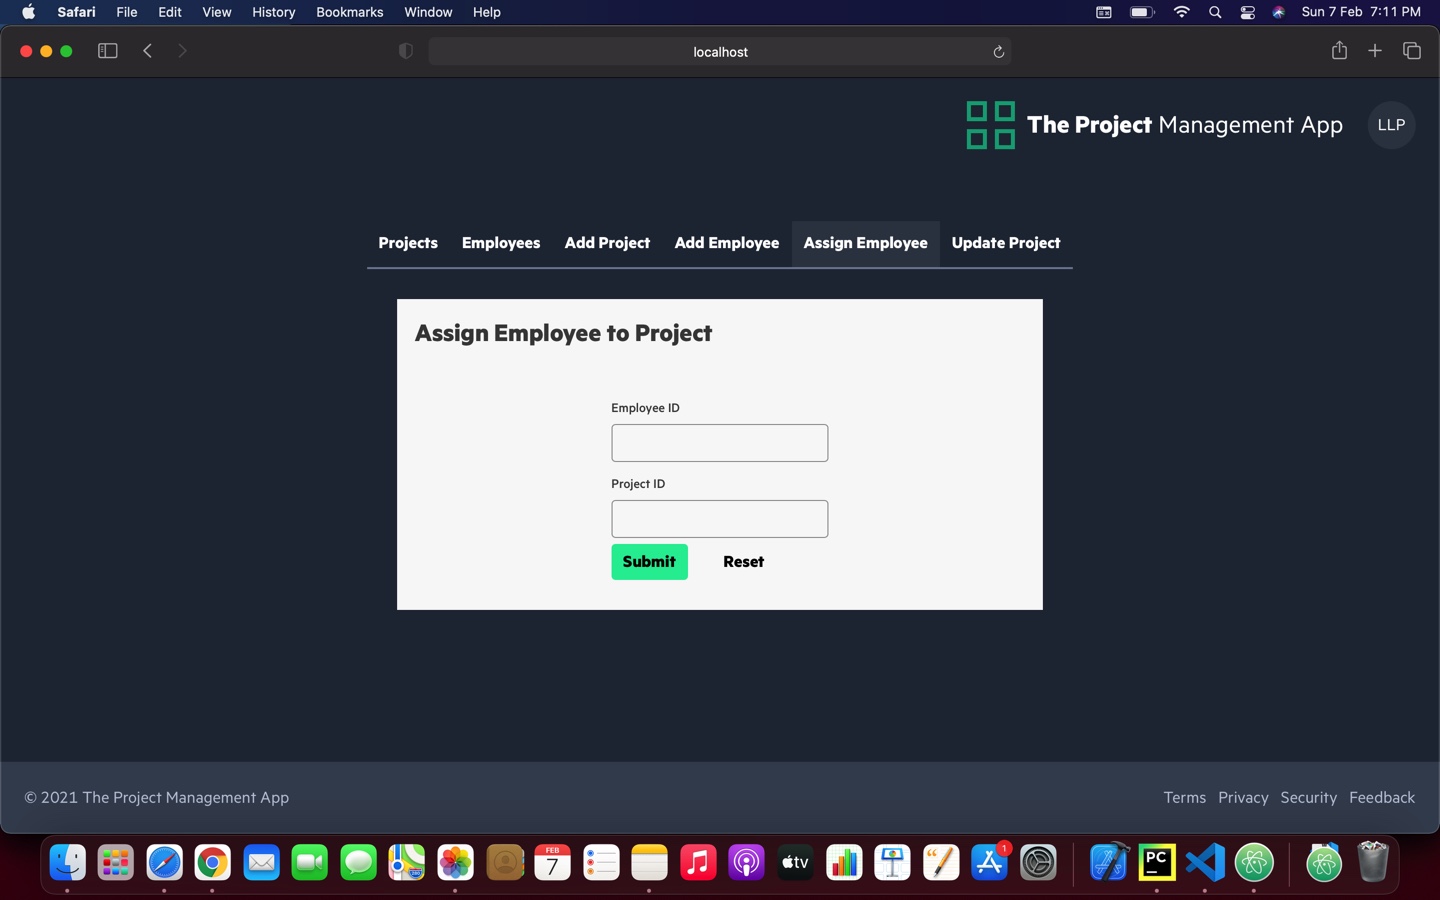 Safari File Edit View History Bookmarks Window Help Sun 7 Feb 7:11 PM
localhost
The Project Management App LLP
Projects Employees Add Project Add Employee Assign Employee Update Project
Assign Employee to Project
Employee ID
Project ID
Submit Reset
© 2021 The Project Management App Terms Privacy Security Feedback
FEB
7
tv
1
PC